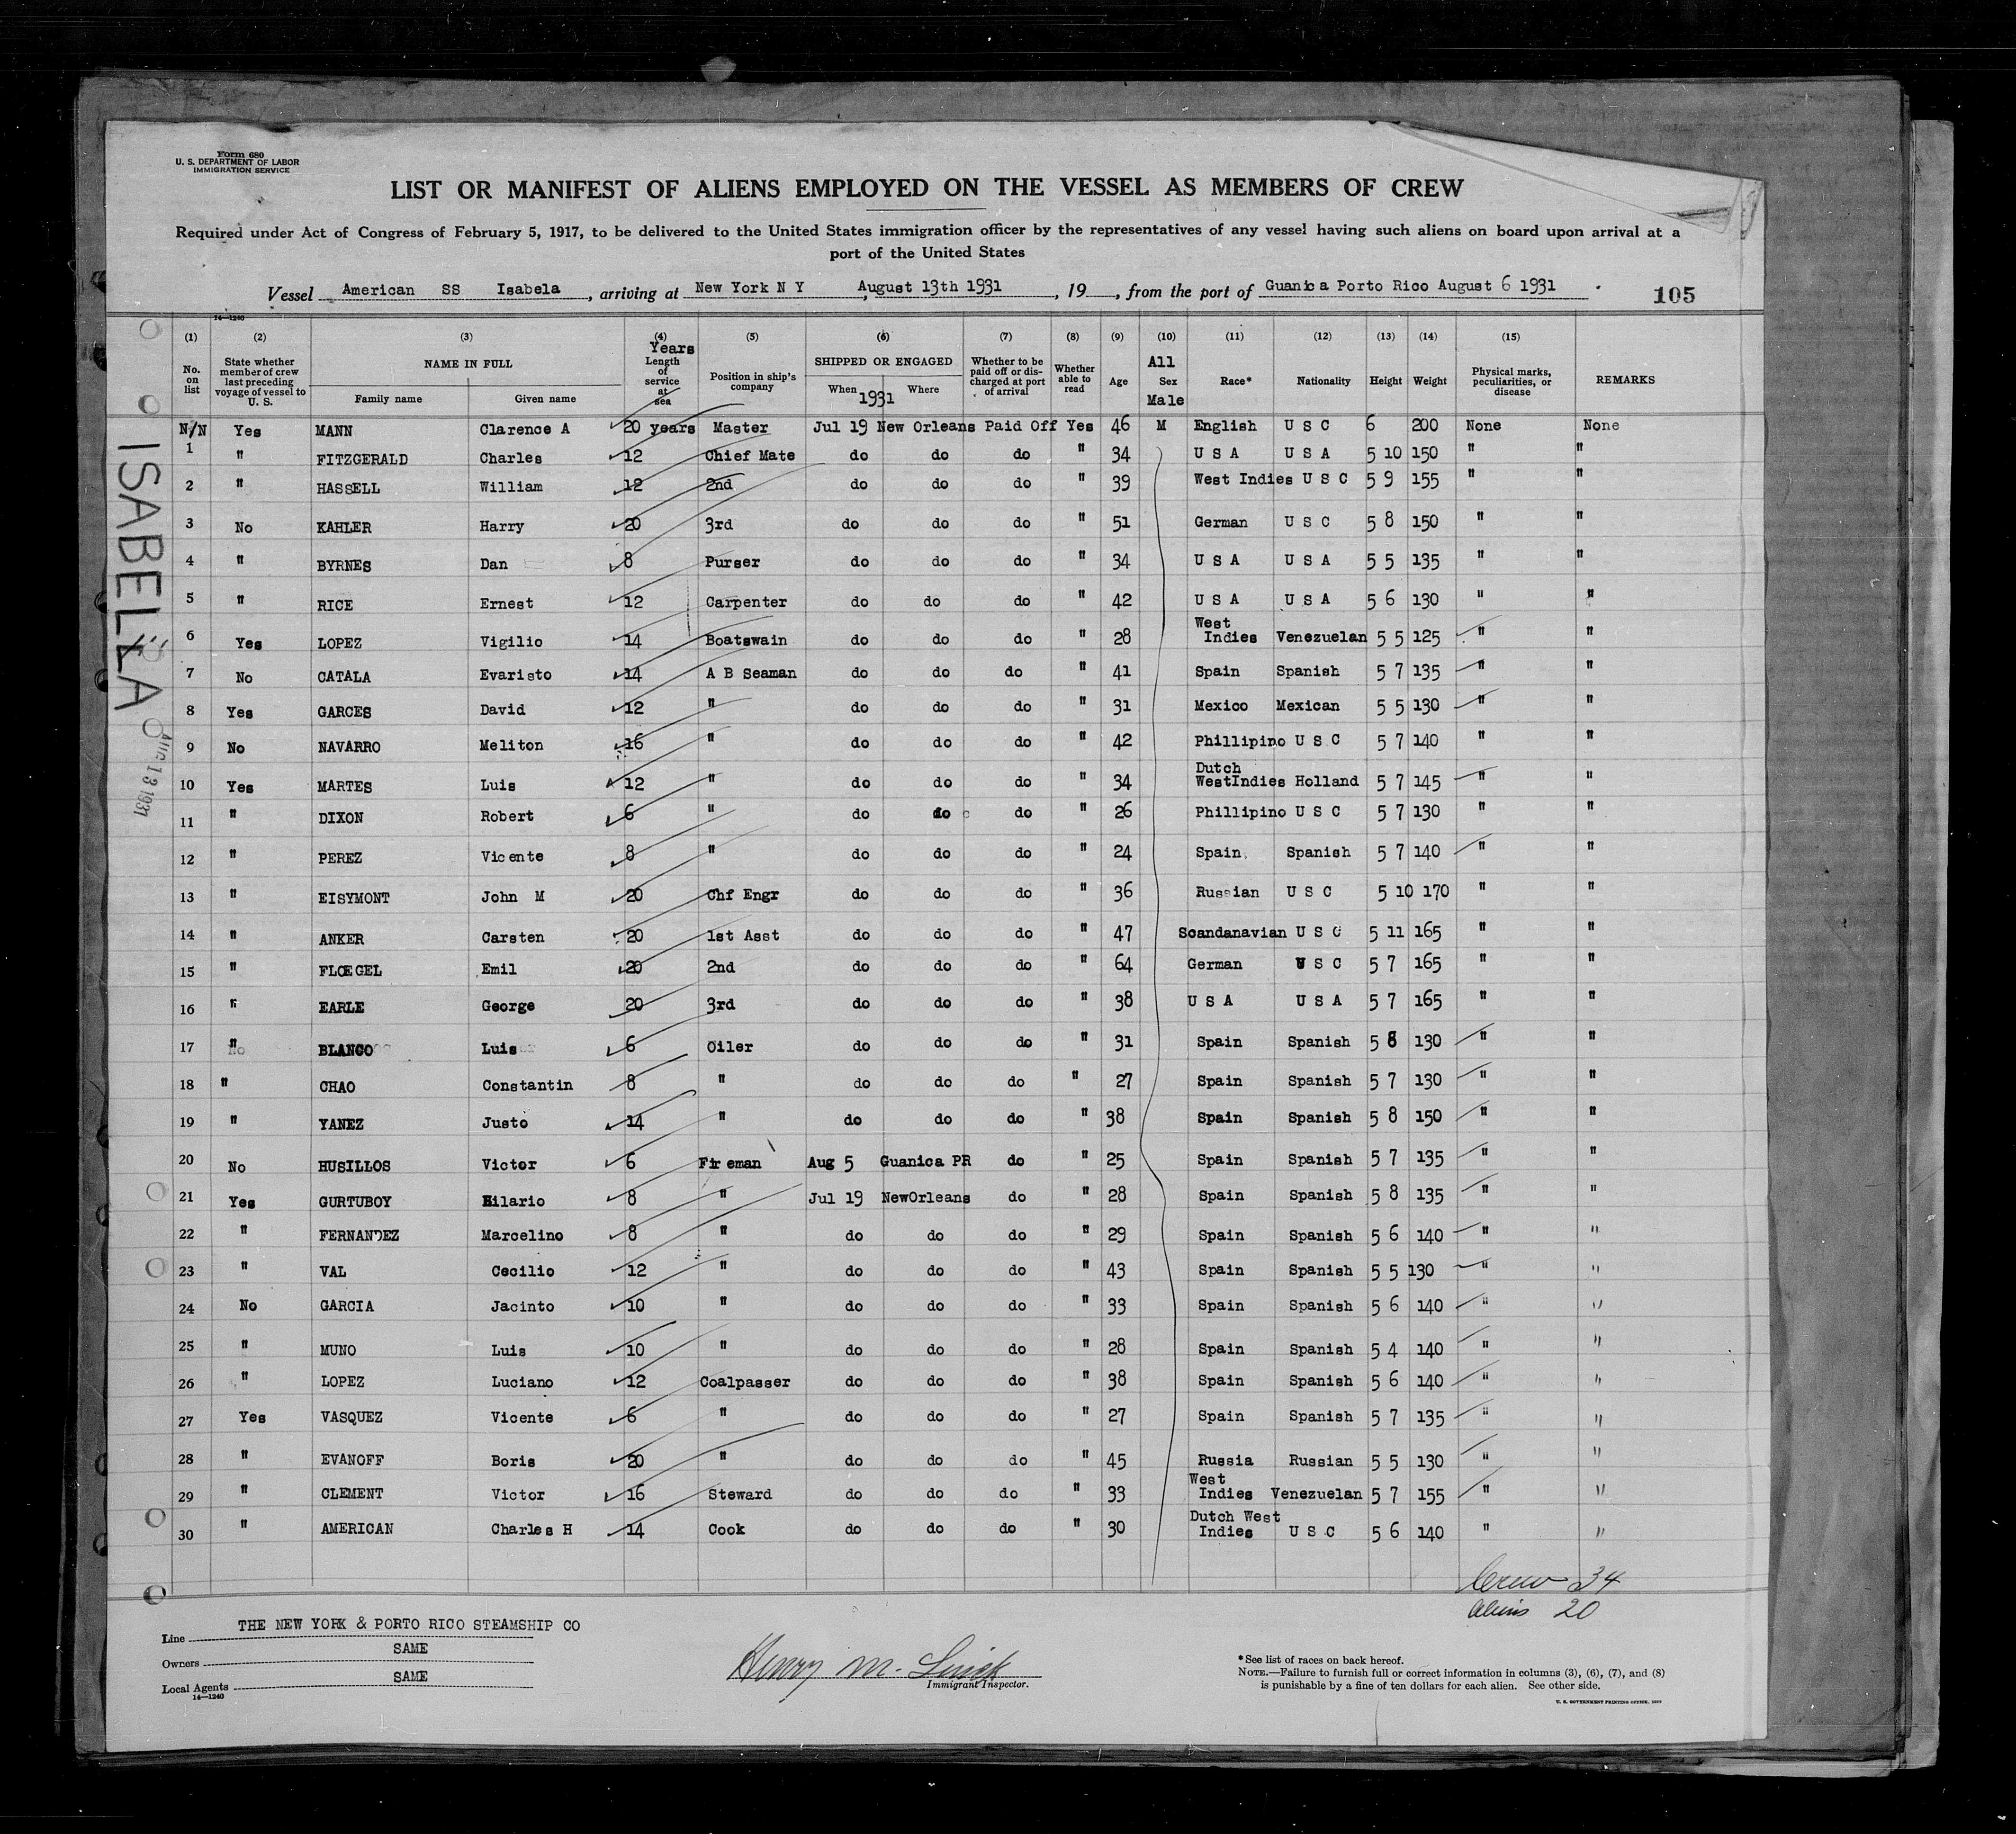 Form 680
U. S. DEPARTMENT OF LABOR
IMMIGRATION SERVICE
LIST OR MANIFEST OF ALIENS EMPLOYED ON THE VESSEL AS MEMBERS OF CREW
Required under Act of Congress of February 5, 1917, to be delivered to the United States immigration officer by the representatives of any vessel having such aliens on board upon arrival at a
port of the United States
Vessel American SS Isabela, arriving at New York N Y August 13th 1931, 19, from the port of Guanica Porto Rico August 6 1931
105
14—1240
(1) (2) (3) (4) (5) (6) (7) (8) (9) (10) (11) (12) (13) (14) (15)
No. on list State whether member of crew last preceding voyage of vessel to U. S. NAME IN FULL Family name Given name Years Length of service at sea Position in ship's company SHIPPED OR ENGAGED When 1931 Where Whether to be paid off or discharged at port of arrival Whether able to read Age All Sex Male Race* Nationality Height Weight Physical marks, peculiarities, or disease REMARKS
N/N Yes MANN Clarence A 20 years Master Jul 19 New Orleans Paid Off Yes 46 M English U S C 6 200 None None
1 " FITZGERALD Charles 12 Chief Mate do do do " 34 U S A U S A 5 10 150 " "
2 " HASSELL William 12 2nd do do do " 39 West Indies U S C 5 9 155 " "
3 No KAHLER Harry 20 3rd do do do " 51 German U S C 5 8 150 " "
4 " BYRNES Dan 8 Purser do do do " 34 U S A U S A 5 5 135 " "
5 " RICE Ernest 12 Carpenter do do do " 42 U S A U S A 5 6 130 " "
6 Yes LOPEZ Vigilio 14 Boatswain do do do " 28 West Indies Venezuelan 5 5 125 " "
7 No CATALA Evaristo 14 A B Seaman do do do " 41 Spain Spanish 5 7 135 " "
8 Yes GARCES David 12 " do do do " 31 Mexico Mexican 5 5 130 " "
9 No NAVARRO Meliton 16 " do do do " 42 Phillipino U S C 5 7 140 " "
10 Yes MARTES Luis 12 " do do do " 34 Dutch WestIndies Holland 5 7 145 " "
11 " DIXON Robert 6 " do do do " 26 Phillipino U S C 5 7 130 " "
12 " PEREZ Vicente 8 " do do do " 24 Spain Spanish 5 7 140 " "
13 " EISYMONT John M 20 Chf Engr do do do " 36 Russian U S C 5 10 170 " "
14 " ANKER Carsten 20 1st Asst do do do " 47 Scandanavian U S C 5 11 165 " "
15 " FLOEGEL Emil 20 2nd do do do " 64 German U S C 5 7 165 " "
16 " EARLE George 20 3rd do do do " 38 U S A U S A 5 7 165 " "
17 " BLANCO Luis 6 Oiler do do do " 31 Spain Spanish 5 8 130 " "
18 " CHAO Constantin 8 " do do do " 27 Spain Spanish 5 7 130 " "
19 " YANEZ Justo 14 " do do do " 38 Spain Spanish 5 8 150 " "
20 No HUSILLOS Victor 6 Fireman Aug 5 Guanica PR do " 25 Spain Spanish 5 7 135 " "
21 Yes GURTUBOY Hilario 8 " Jul 19 NewOrleans do " 28 Spain Spanish 5 8 135 " "
22 " FERNANDEZ Marcelino 8 " do do do " 29 Spain Spanish 5 6 140 " "
23 " VAL Cecilio 12 " do do do " 43 Spain Spanish 5 5 130 " "
24 No GARCIA Jacinto 10 " do do do " 33 Spain Spanish 5 6 140 " "
25 " MUNO Luis 10 " do do do " 28 Spain Spanish 5 4 140 " "
26 " LOPEZ Luciano 12 Coalpasser do do do " 38 Spain Spanish 5 6 140 " "
27 Yes VASQUEZ Vicente 6 " do do do " 27 Spain Spanish 5 7 135 " "
28 " EVANOFF Boris 20 " do do do " 45 Russia Russian 5 5 130 " "
29 " CLEMENT Victor 16 Steward do do do " 33 West Indies Venezuelan 5 7 155 " "
30 " AMERICAN Charles H 14 Cook do do do " 30 Dutch West Indies U S C 5 6 140 " "
Crew 34
Aliens 20
ISABELLA
AUG 13 1931
Line THE NEW YORK & PORTO RICO STEAMSHIP CO
Owners SAME
Local Agents SAME
14—1240
Henry M.
Immigrant Inspector.
*See list of races on back hereof.
NOTE.—Failure to furnish full or correct information in columns (3), (6), (7), and (8)
is punishable by a fine of ten dollars for each alien. See other side.
U. S. GOVERNMENT PRINTING OFFICE